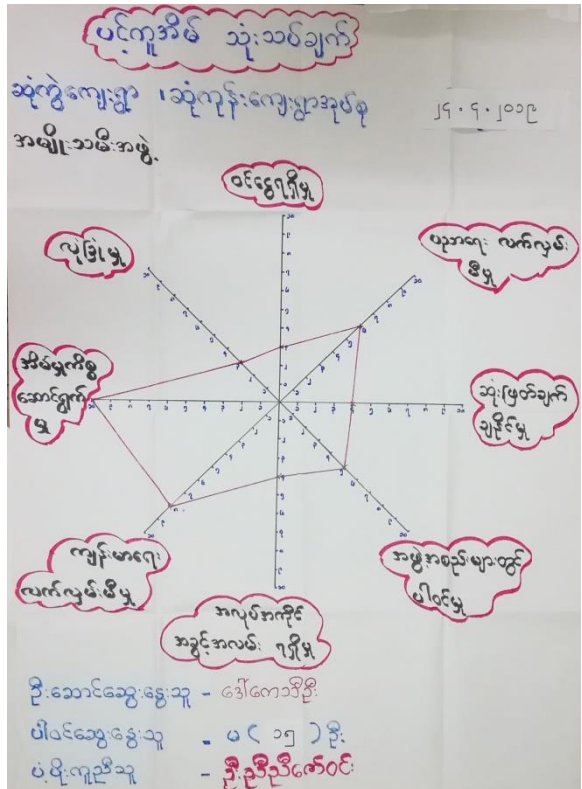 ပင့်ကူအိမ် သုံးသပ်ချက်
ဆုံကွဲကျေးရွာ ၊ ဆုံကုန်းကျေးရွာအုပ်စု
၂၄.၄.၂၀၁၉
အမျိုးသမီးအဖွဲ့
ဝင်ငွေရရှိမှု
လုံခြုံမှု
ပညာရေး လက်လှမ်း
မီမှု
အိမ်မှုကိစ္စ
ဆောင်ရွက်
မှု
ဆုံးဖြတ်ချက်
ချနိုင်မှု
ကျန်းမာရေး
လက်လှမ်းမီမှု
အဖွဲ့အစည်းများတွင်
ပါဝင်မှု
အလုပ်အကိုင်
အခွင့်အလမ်း ရရှိမှု
ဦးဆောင်ဆွေးနွေးသူ - ဒေါ်ကေသီဦး
ပါဝင်ဆွေးနွေးသူ - မ ( ၁၅ ) ဦး
ပံ့ပိုးကူညီသူ - ဦးညီညီဇော်ဝင်း